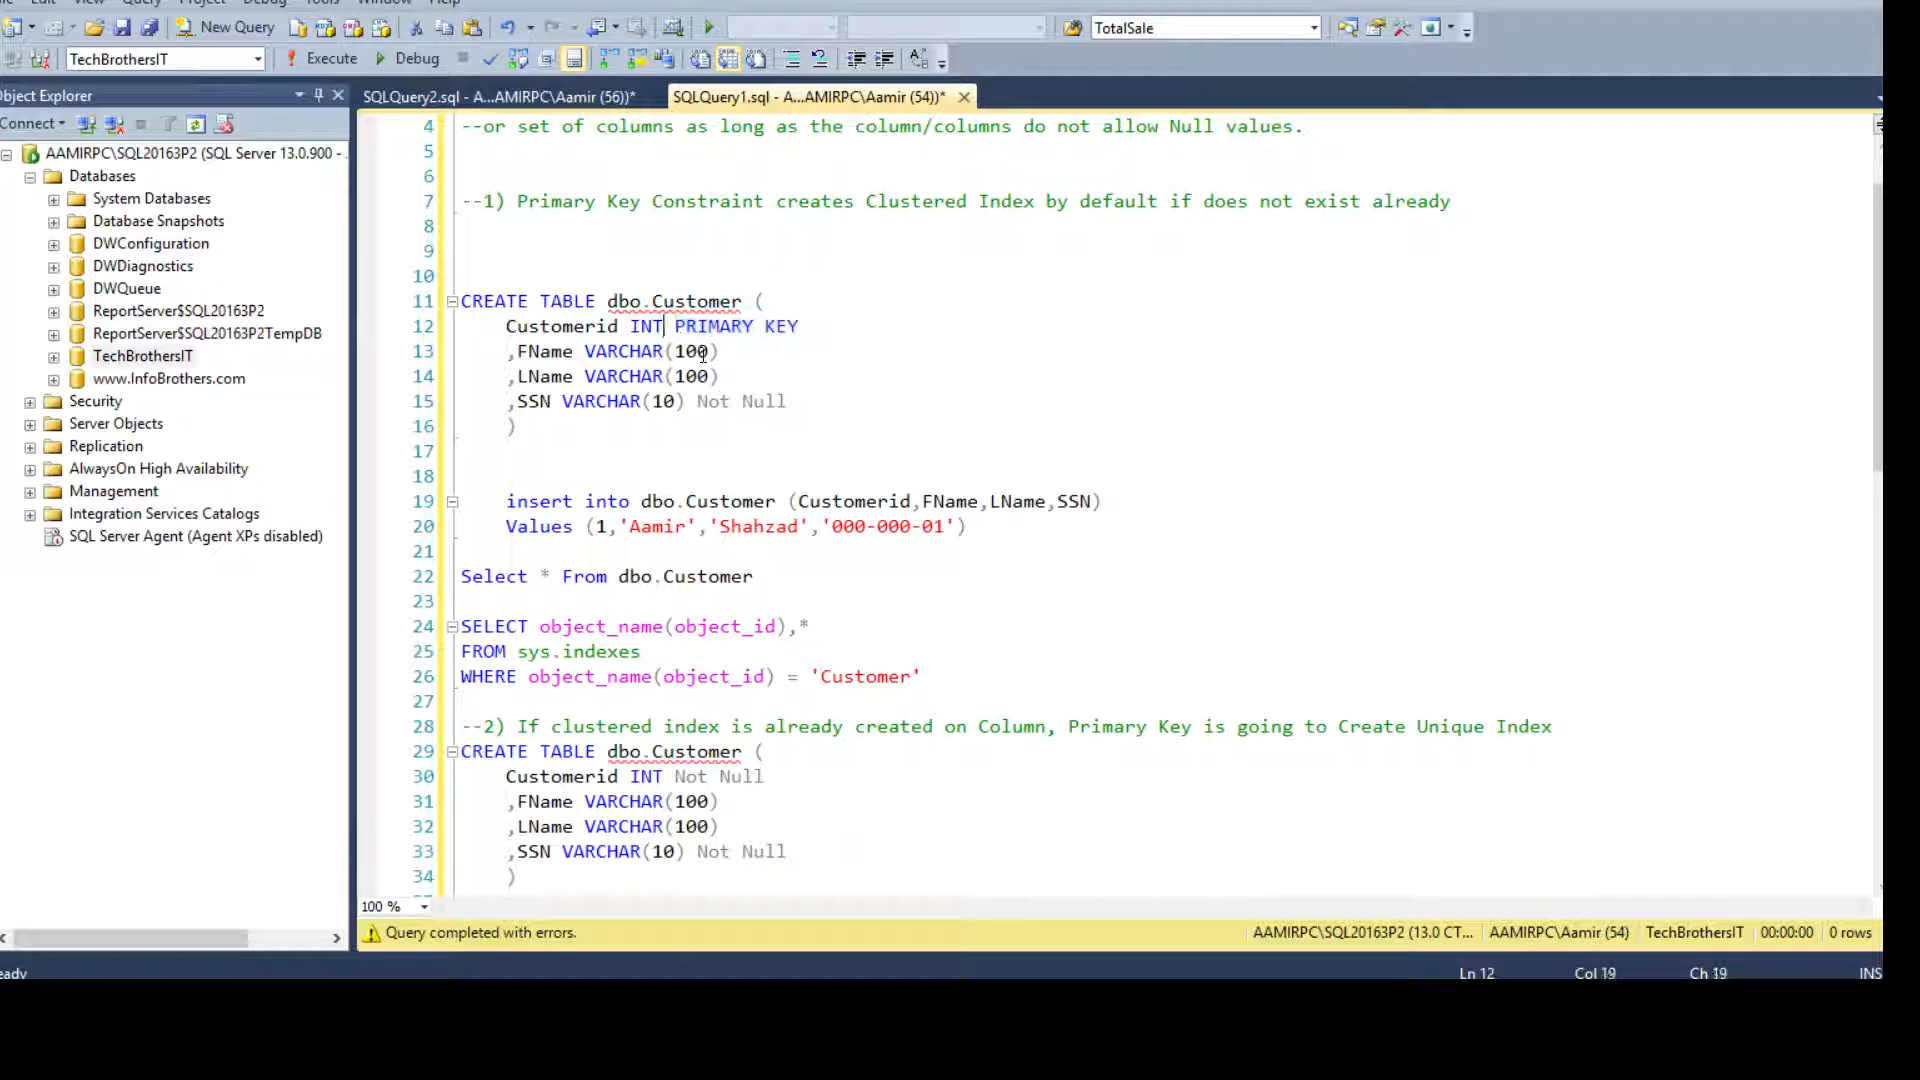 View Query Project Debug Tools Window Help
New Query TotalSale
TechBrothersIT Execute Debug
Object Explorer
Connect
AAMIRPC\SQL20163P2 (SQL Server 13.0.900 - .
Databases
System Databases
Database Snapshots
DWConfiguration
DWDiagnostics
DWQueue
ReportServer$SQL20163P2
ReportServer$SQL20163P2TempDB
TechBrothersIT
www.InfoBrothers.com
Security
Server Objects
Replication
AlwaysOn High Availability
Management
Integration Services Catalogs
SQL Server Agent (Agent XPs disabled)
SQLQuery2.sql - A...AMIRPC\Aamir (56))* SQLQuery1.sql - A...AMIRPC\Aamir (54))*
4 --or set of columns as long as the column/columns do not allow Null values.
5
6
7 --1) Primary Key Constraint creates Clustered Index by default if does not exist already
8
9
10
11 CREATE TABLE dbo.Customer (
12 Customerid INT PRIMARY KEY
13 ,FName VARCHAR(100)
14 ,LName VARCHAR(100)
15 ,SSN VARCHAR(10) Not Null
16 )
17
18
19 insert into dbo.Customer (Customerid,FName,LName,SSN)
20 Values (1,'Aamir','Shahzad','000-000-01')
21
22 Select * From dbo.Customer
23
24 SELECT object_name(object_id),*
25 FROM sys.indexes
26 WHERE object_name(object_id) = 'Customer'
27
28 --2) If clustered index is already created on Column, Primary Key is going to Create Unique Index
29 CREATE TABLE dbo.Customer (
30 Customerid INT Not Null
31 ,FName VARCHAR(100)
32 ,LName VARCHAR(100)
33 ,SSN VARCHAR(10) Not Null
34 )
100 %
Query completed with errors. AAMIRPC\SQL20163P2 (13.0 CT... AAMIRPC\Aamir (54) TechBrothersIT 00:00:00 0 rows
eady Ln 12 Col 19 Ch 19 INS